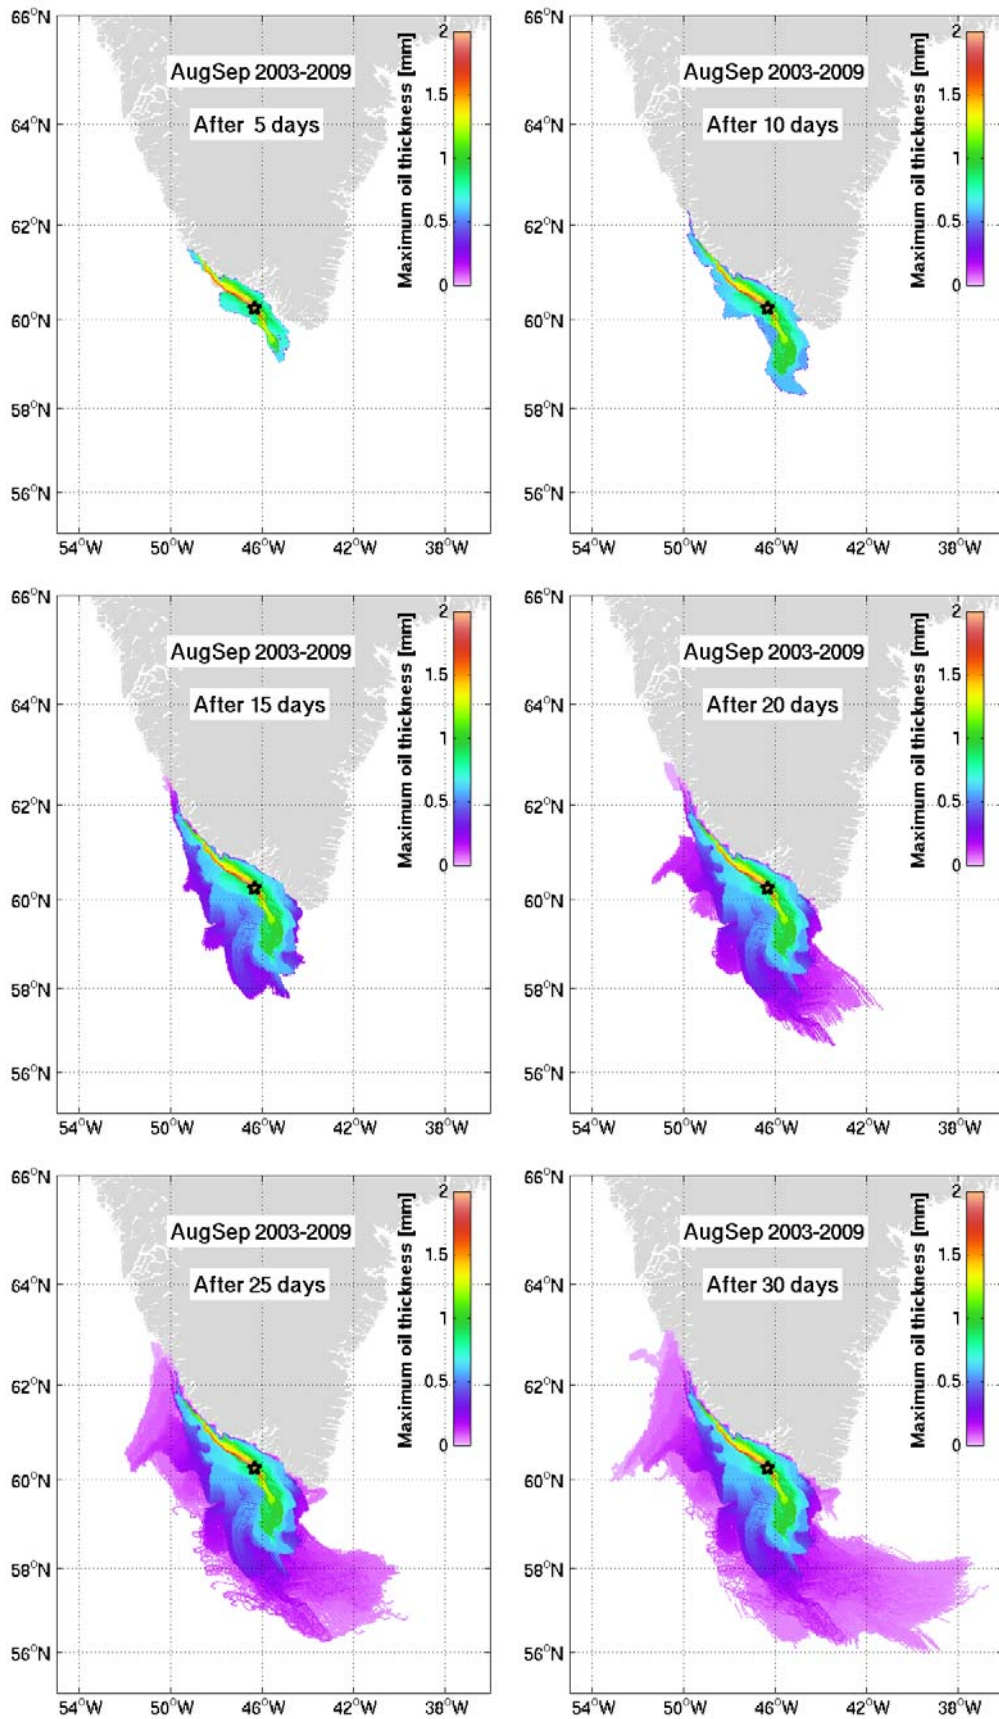 66°N
64°N
62°N
60°N
58°N
56°N
54°W 50°W 46°W 42°W 38°W
AugSep 2003-2009
After 5 days
Maximum oil thickness [mm]
2
1.5
1
0.5
0
66°N
64°N
62°N
60°N
58°N
56°N
54°W 50°W 46°W 42°W 38°W
AugSep 2003-2009
After 10 days
Maximum oil thickness [mm]
2
1.5
1
0.5
0
66°N
64°N
62°N
60°N
58°N
56°N
54°W 50°W 46°W 42°W 38°W
AugSep 2003-2009
After 15 days
Maximum oil thickness [mm]
2
1.5
1
0.5
0
66°N
64°N
62°N
60°N
58°N
56°N
54°W 50°W 46°W 42°W 38°W
AugSep 2003-2009
After 20 days
Maximum oil thickness [mm]
2
1.5
1
0.5
0
66°N
64°N
62°N
60°N
58°N
56°N
54°W 50°W 46°W 42°W 38°W
AugSep 2003-2009
After 25 days
Maximum oil thickness [mm]
2
1.5
1
0.5
0
66°N
64°N
62°N
60°N
58°N
56°N
54°W 50°W 46°W 42°W 38°W
AugSep 2003-2009
After 30 days
Maximum oil thickness [mm]
2
1.5
1
0.5
0